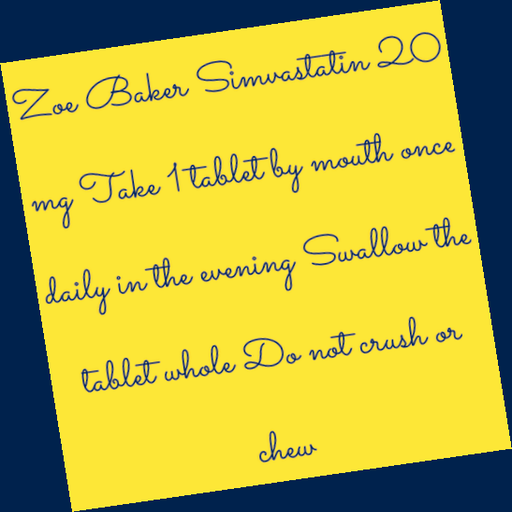 Zoe Baker Simvastatin 20
mg Take 1 tablet by mouth once
daily in the evening Swallow the
tablet whole Do not crush or
chew